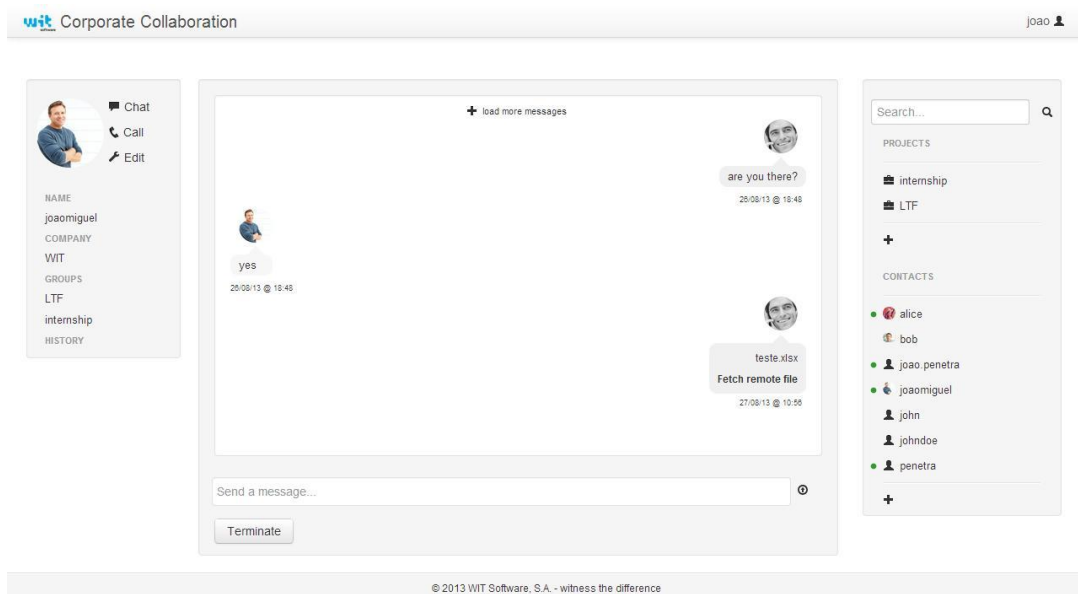 wit software Corporate Collaboration
joao
Chat
Call
Edit
NAME
joaomiguel
COMPANY
WIT
GROUPS
LTF
internship
HISTORY
load more messages
are you there?
26/08/13 @ 18:48
yes
26/08/13 @ 18:48
teste.xlsx
Fetch remote file
27/08/13 @ 10:56
Send a message...
Terminate
Search...
PROJECTS
internship
LTF
CONTACTS
alice
bob
joao.penetra
joaomiguel
john
johndoe
penetra
© 2013 WIT Software, S.A. - witness the difference